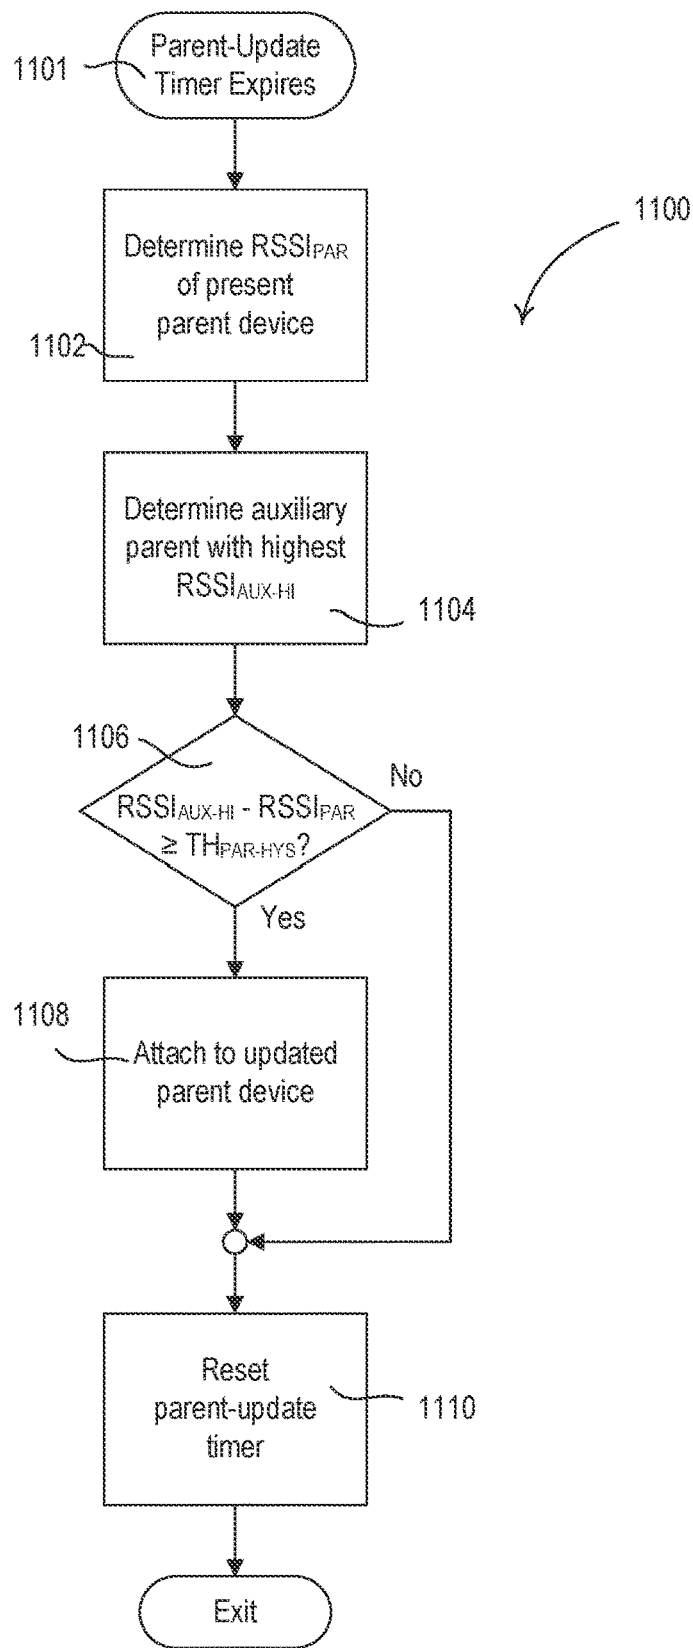 Parent-Update
Timer Expires
1101
1100
Determine RSSIPAR
of present
parent device
1102
Determine auxiliary
parent with highest
RSSIAUX-HI
1104
1106
No
RSSIAUX-HI - RSSIPAR
≥ THPAR-HYS?
Yes
1108
Attach to updated
parent device
Reset
parent-update
timer
1110
Exit